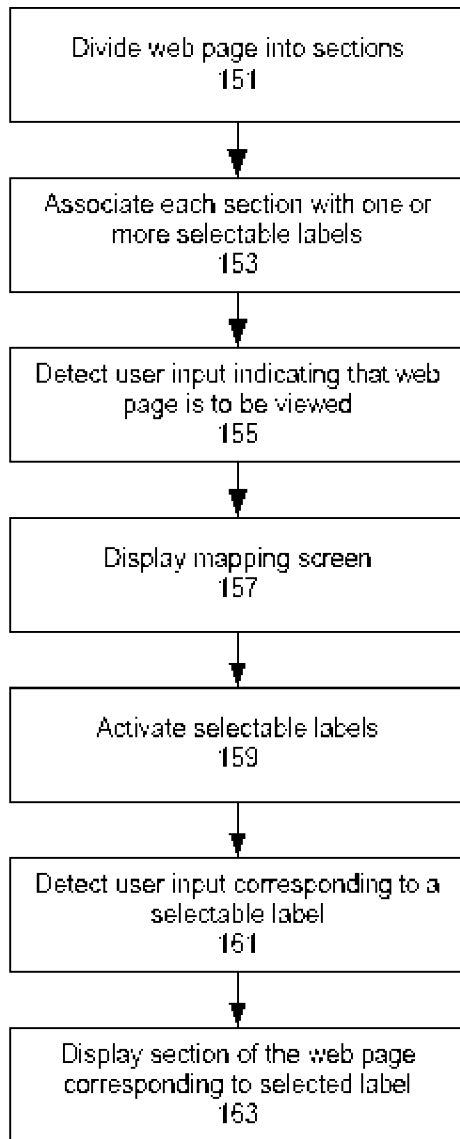 Divide web page into sections
151
Associate each section with one or
more selectable labels
153
Detect user input indicating that web
page is to be viewed
155
Display mapping screen
157
Activate selectable labels
159
Detect user input corresponding to a
selectable label
161
Display section of the web page
corresponding to selected label
163